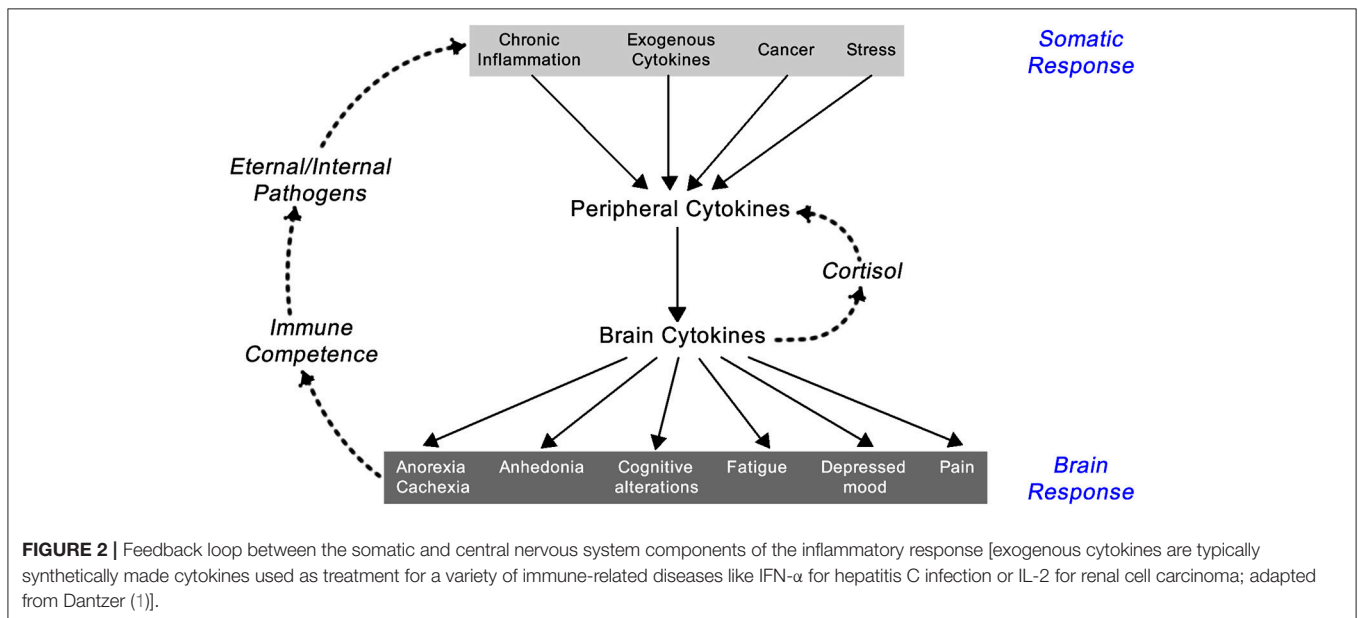 Chronic
Inflammation
Exogenous
Cytokines
Cancer
Stress
Somatic
Response
Eternal/Internal
Pathogens
Peripheral Cytokines
Cortisol
Immune
Competence
Brain Cytokines
Anorexia
Cachexia
Anhedonia
Cognitive
alterations
Fatigue
Depressed
mood
Pain
Brain
Response
FIGURE 2 | Feedback loop between the somatic and central nervous system components of the inflammatory response [exogenous cytokines are typically
synthetically made cytokines used as treatment for a variety of immune-related diseases like IFN-α for hepatitis C infection or IL-2 for renal cell carcinoma; adapted
from Dantzer (1)].